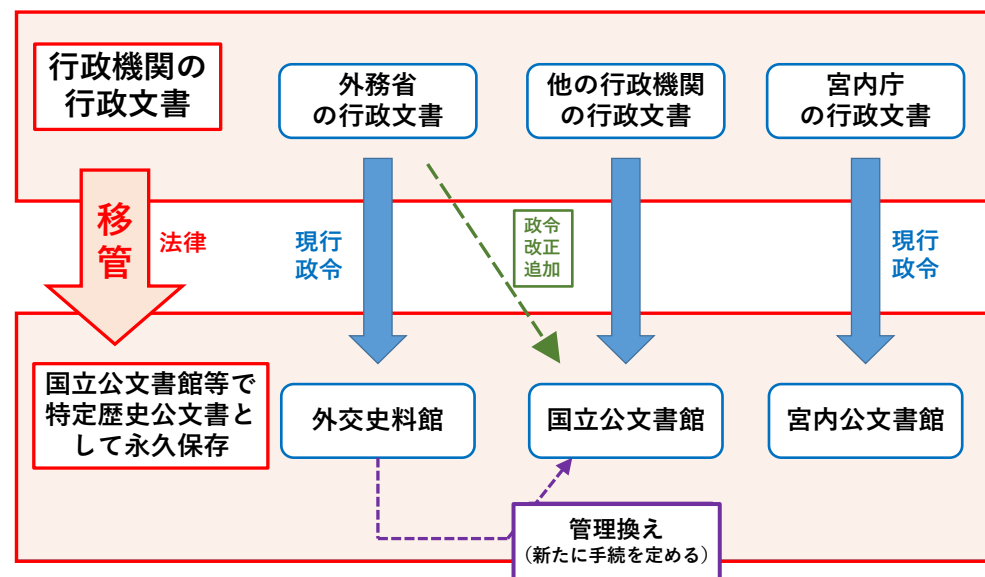 行政機関の
行政文書
外務省
の行政文書
他の行政機関
の行政文書
宮内庁
の行政文書
移
管
法律
現行
政令
政令
改正
追加
現行
政令
国立公文書館等で
特定歴史公文書と
して永久保存
外交史料館
国立公文書館
宮内公文書館
管理換え
（新たに手続を定める）